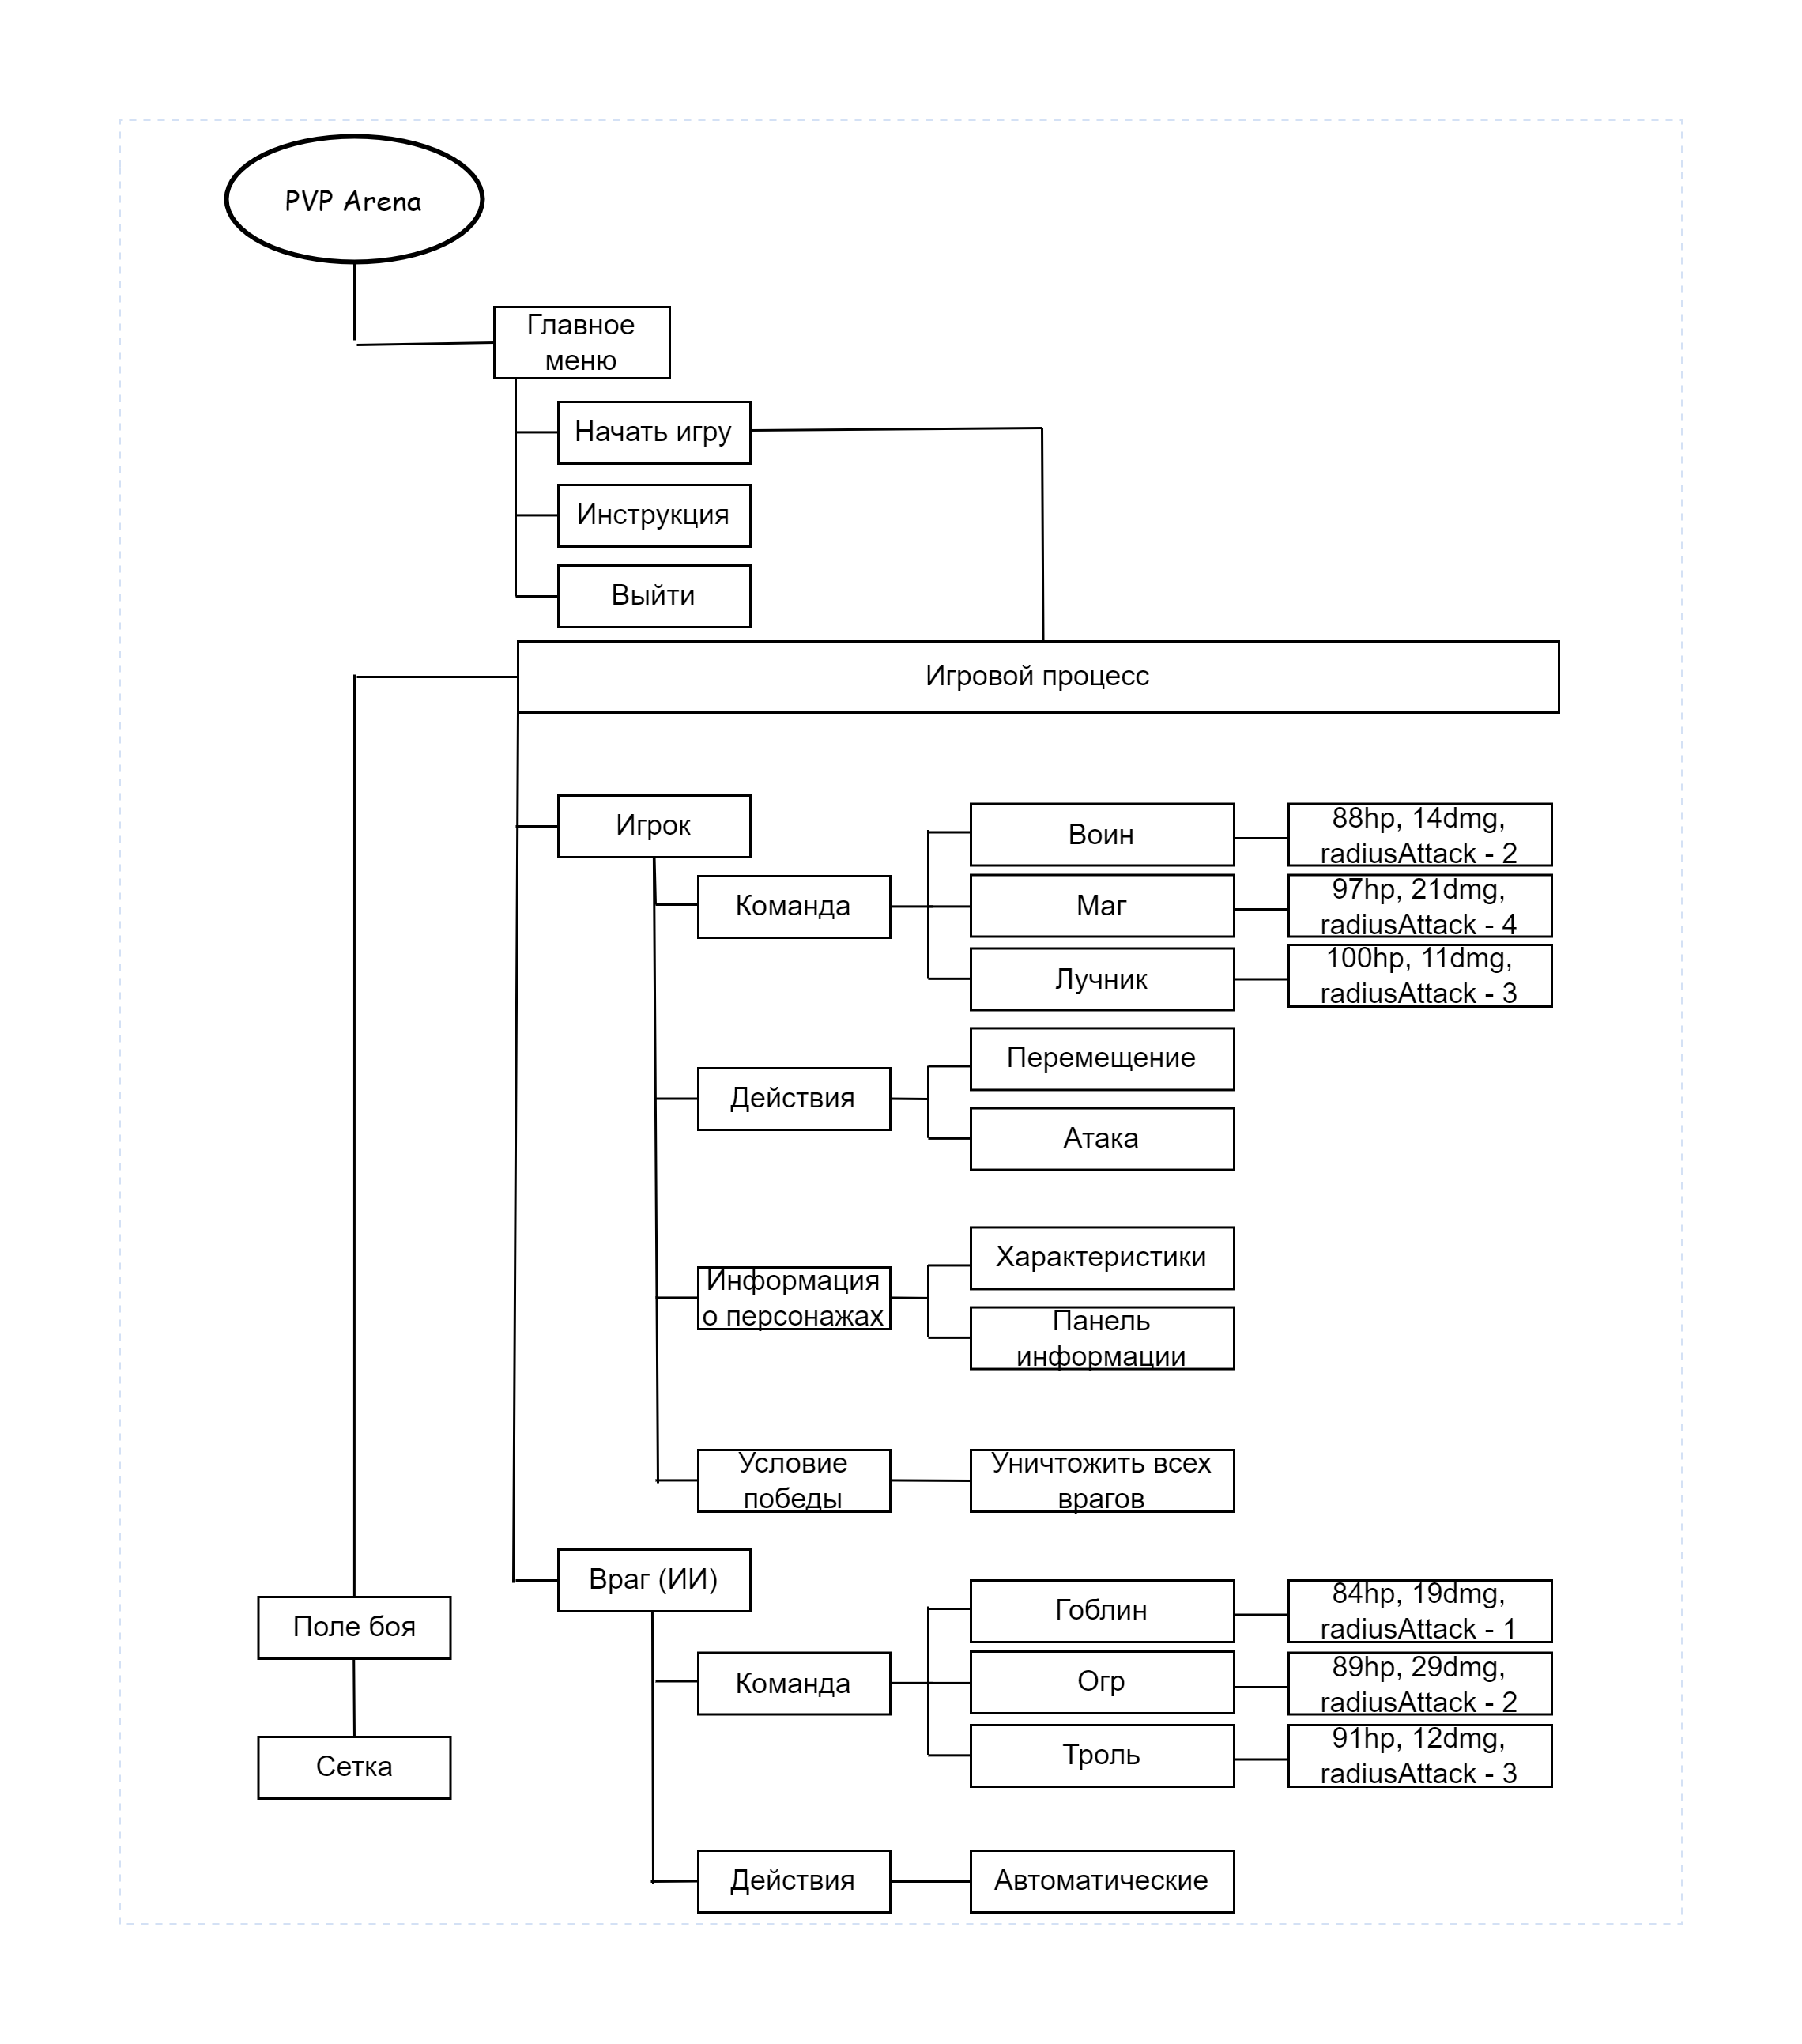 PVP Arena
Главное
меню
Начать игру
Инструкция
Выйти
Игровой процесс
Игрок
Команда
Воин
88hp, 14dmg,
radiusAttack - 2
Маг
97hp, 21dmg,
radiusAttack - 4
Лучник
100hp, 11dmg,
radiusAttack - 3
Действия
Перемещение
Атака
Информация
о персонажах
Характеристики
Панель
информации
Условие
победы
Уничтожить всех
врагов
Враг (ИИ)
Команда
Гоблин
84hp, 19dmg,
radiusAttack - 1
Огр
89hp, 29dmg,
radiusAttack - 2
Троль
91hp, 12dmg,
radiusAttack - 3
Действия
Автоматические
Поле боя
Сетка